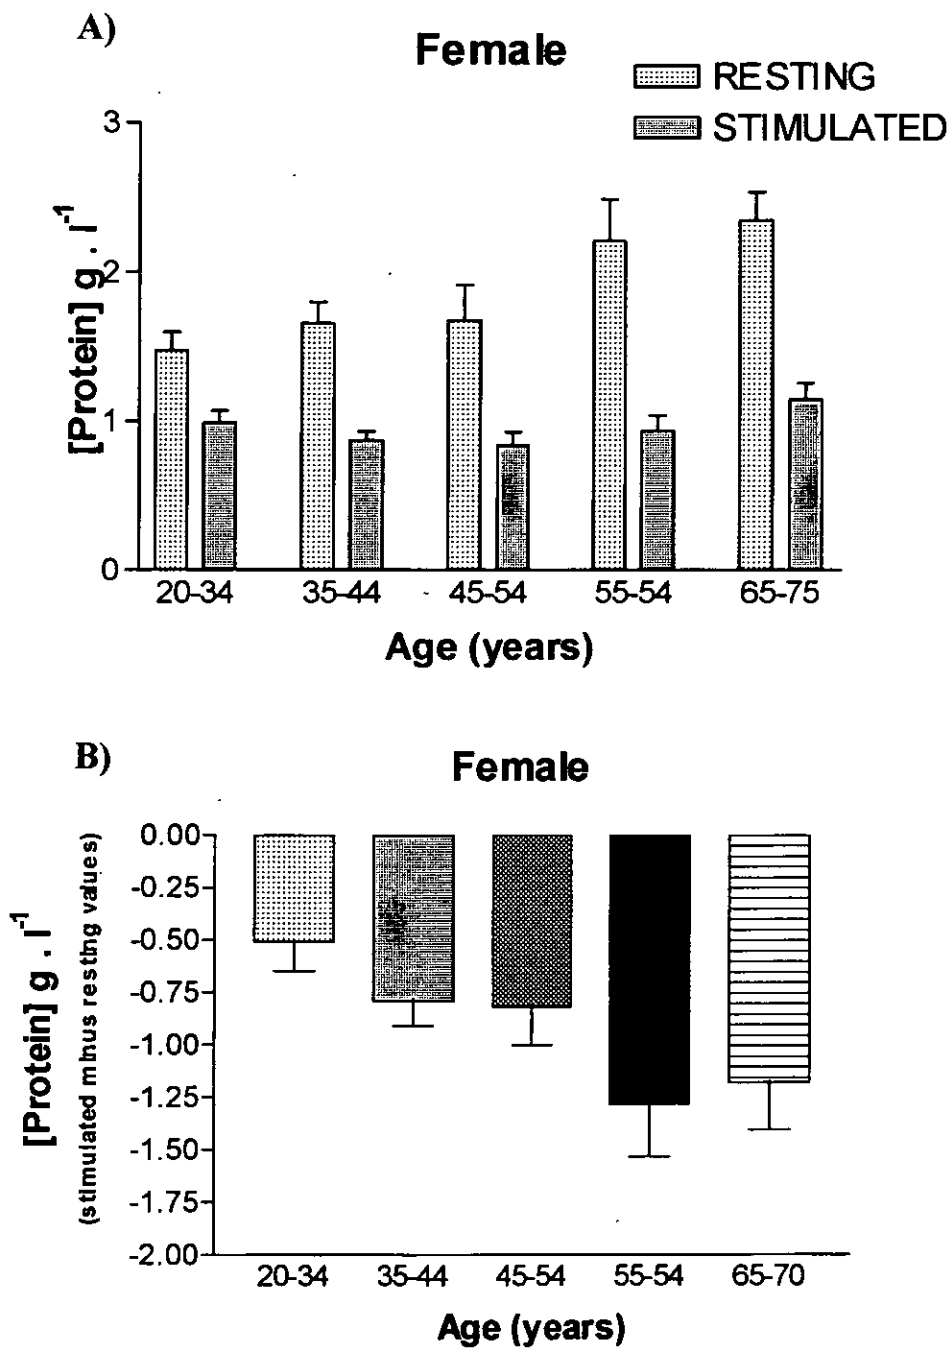 A)
Female
RESTING
STIMULATED
[Protein] g . l⁻¹
3
2
1
0
20-34 35-44 45-54 55-54 65-75
Age (years)
B)
Female
[Protein] g . l⁻¹
(stimulated minus resting values)
0.00
-0.25
-0.50
-0.75
-1.00
-1.25
-1.50
-1.75
-2.00
20-34 35-44 45-54 55-54 65-70
Age (years)